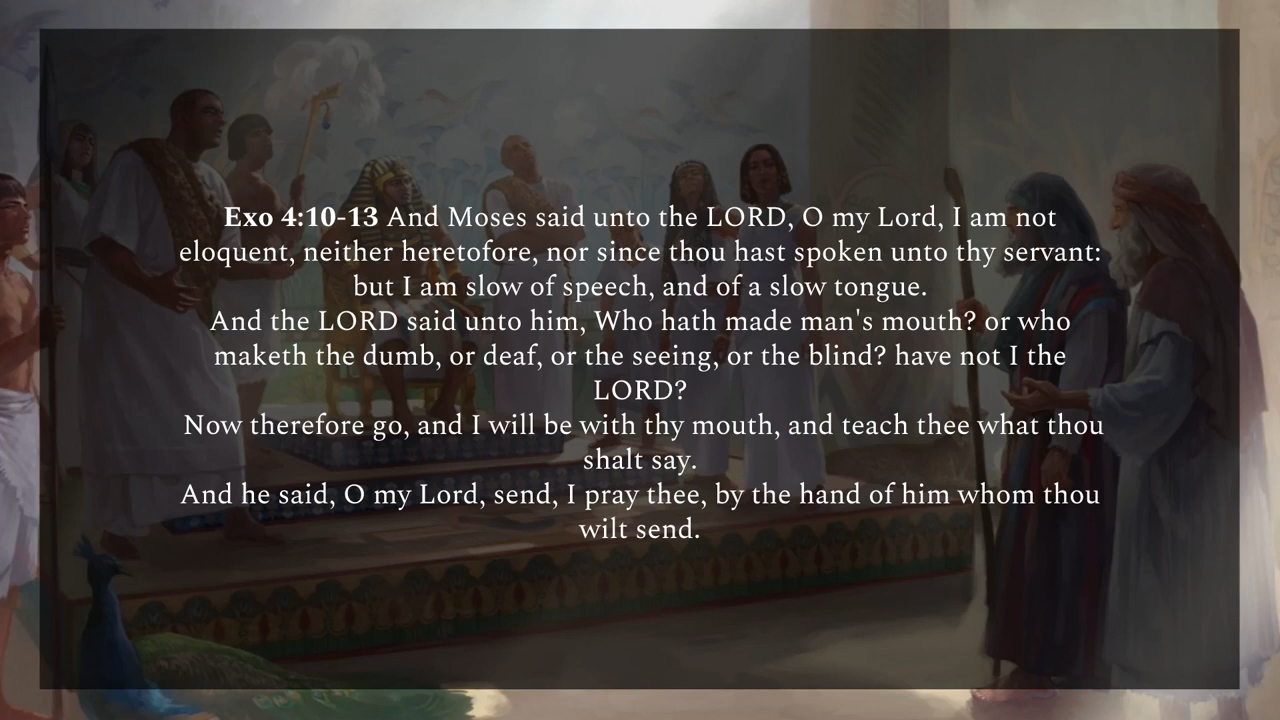 Exo 4:10-13 And Moses said unto the LORD, O my Lord, I am not
eloquent, neither heretofore, nor since thou hast spoken unto thy servant:
but I am slow of speech, and of a slow tongue.
And the LORD said unto him, Who hath made man's mouth? or who
maketh the dumb, or deaf, or the seeing, or the blind? have not I the
LORD?
Now therefore go, and I will be with thy mouth, and teach thee what thou
shalt say.
And he said, O my Lord, send, I pray thee, by the hand of him whom thou
wilt send.